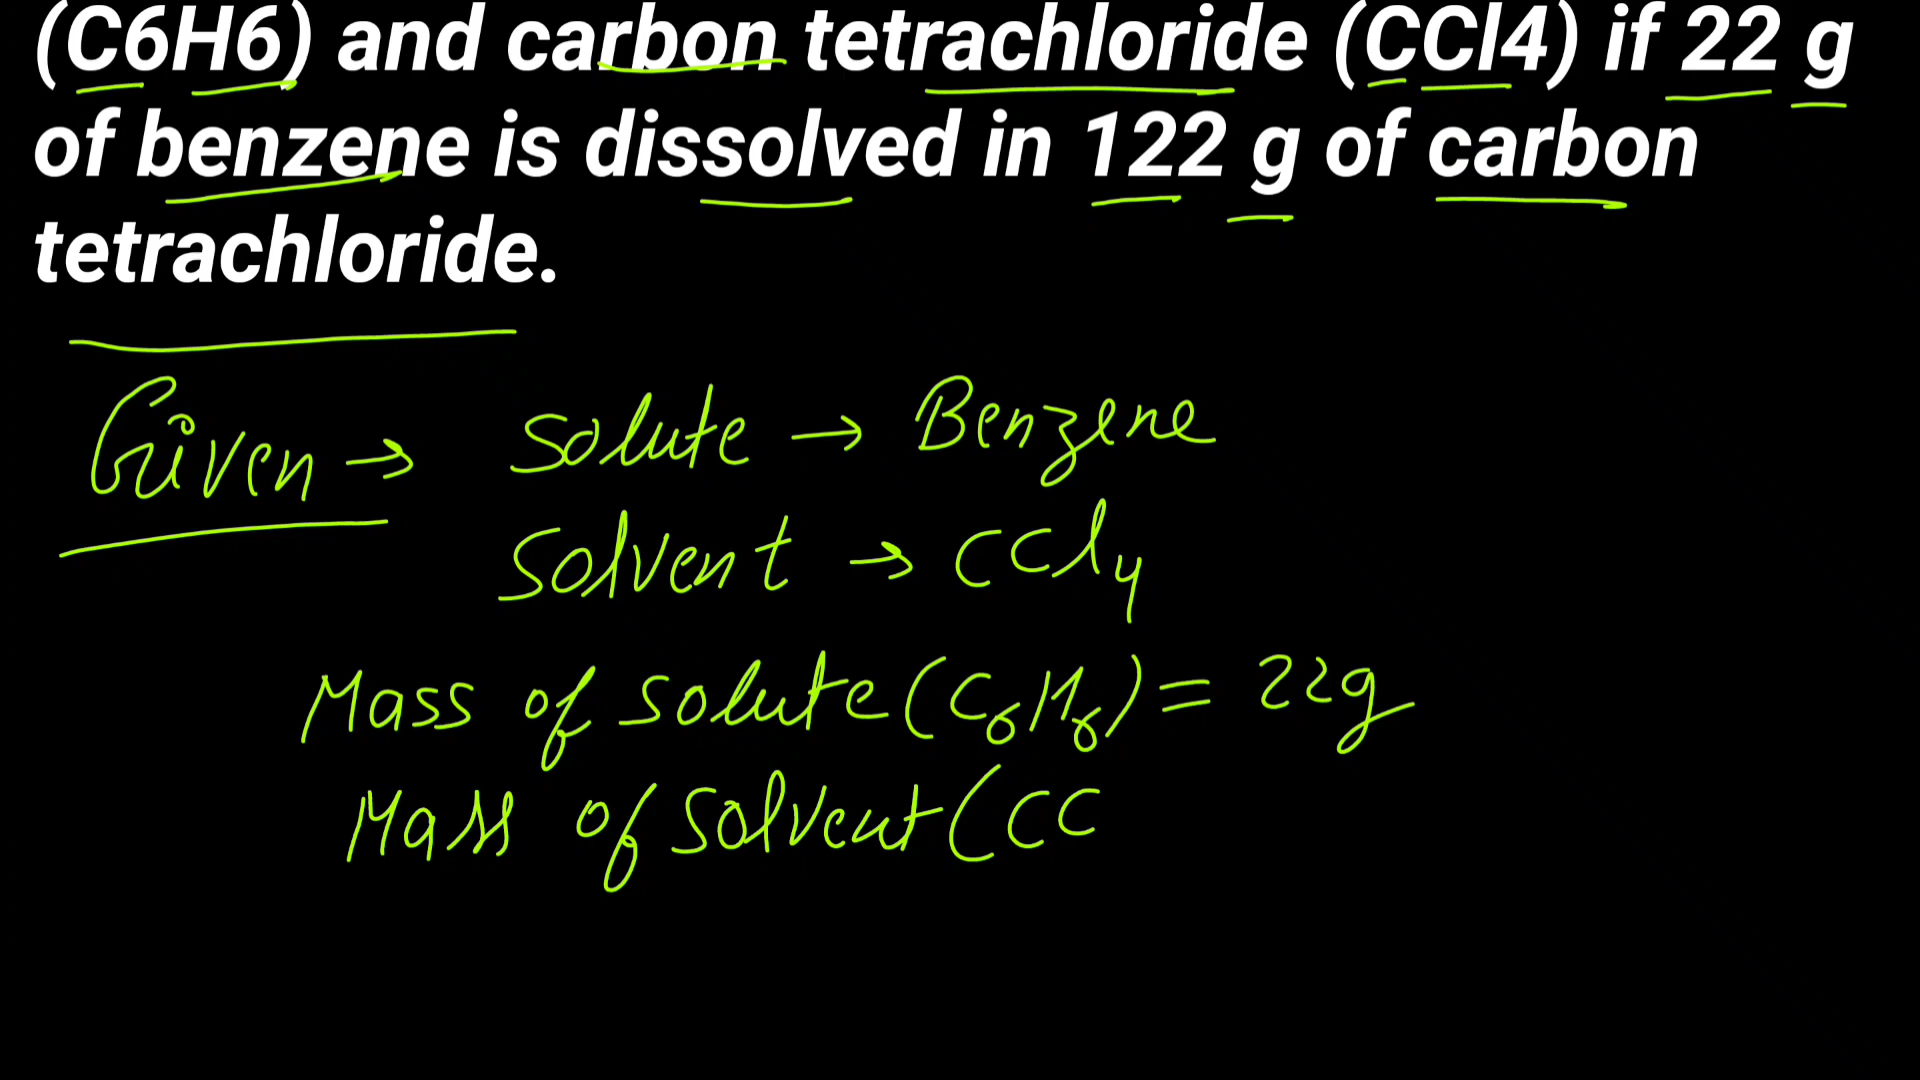 (C6H6) and carbon tetrachloride (CCl4) if 22 g
of benzene is dissolved in 122 g of carbon
tetrachloride.
Given → Solute → Benzene
Solvent → CCl4
Mass of solute (C6H6) = 22g
Mass of Solvent (CC